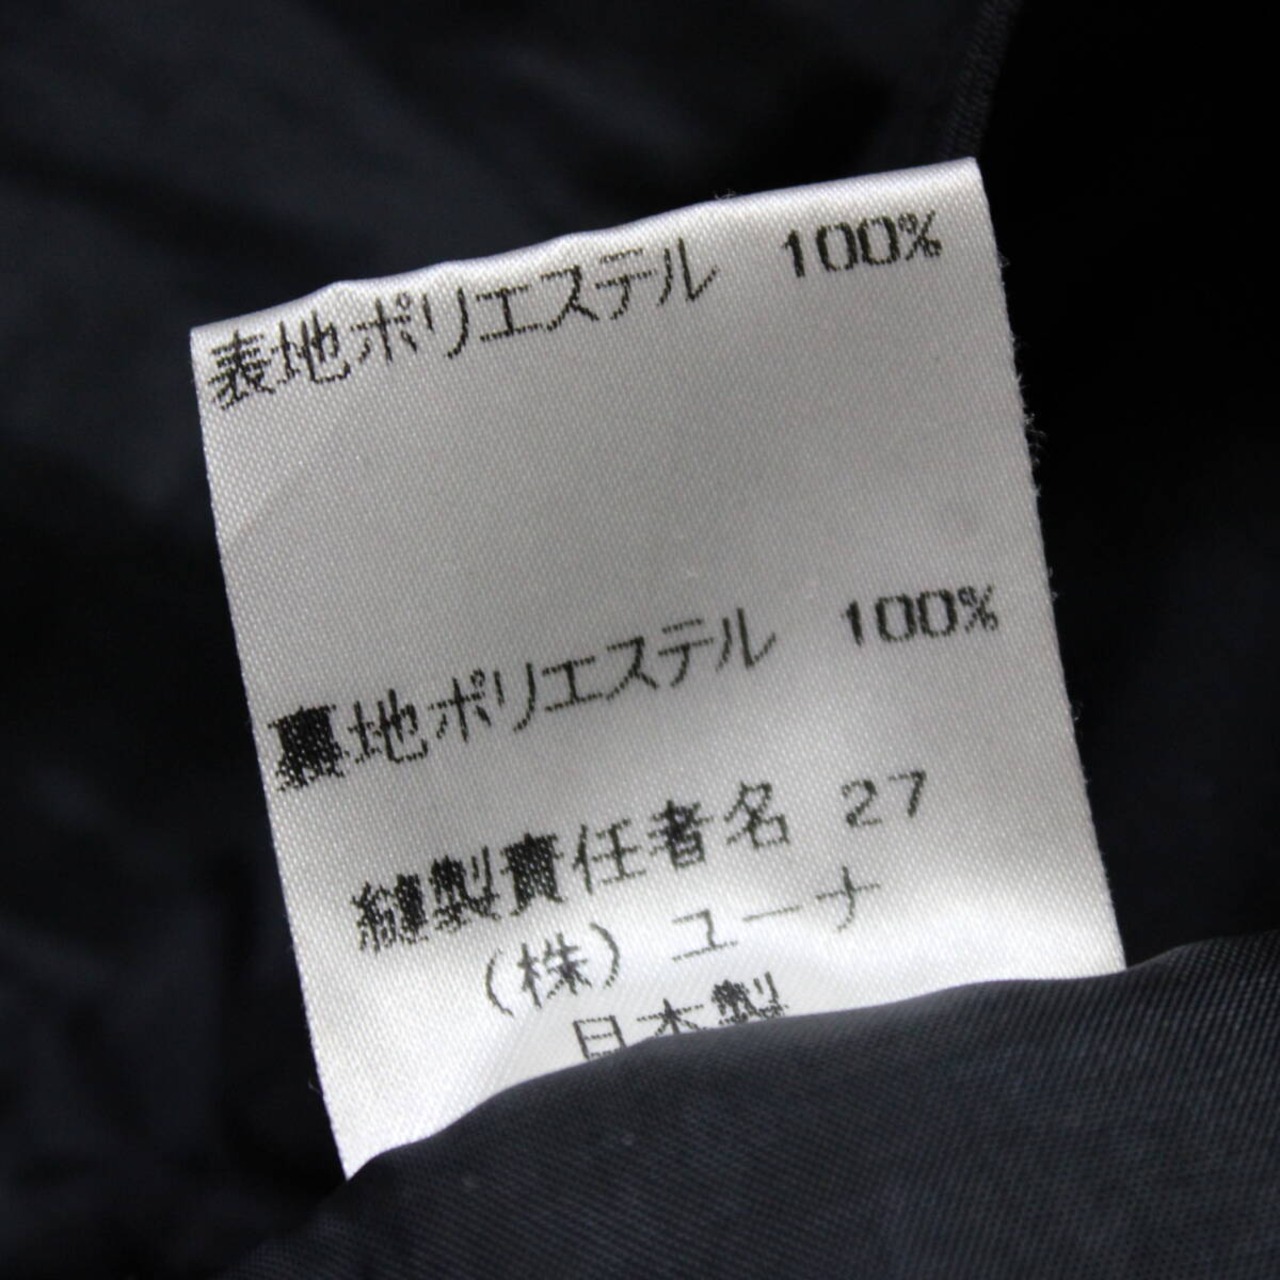 表地ポリエステル 100%
裏地ポリエステル 100%
縫製責任者名 27
(株) ユーナ
日本製